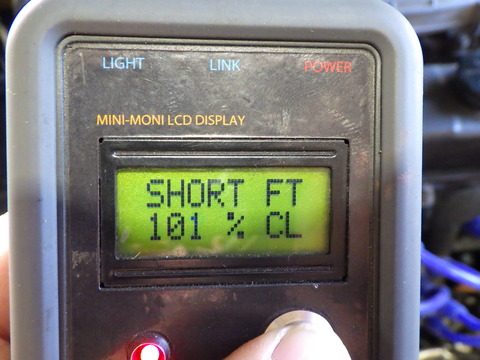 LIGHT LINK POWER
MINI-MONI LCD DISPLAY
SHORT FT
101 % CL